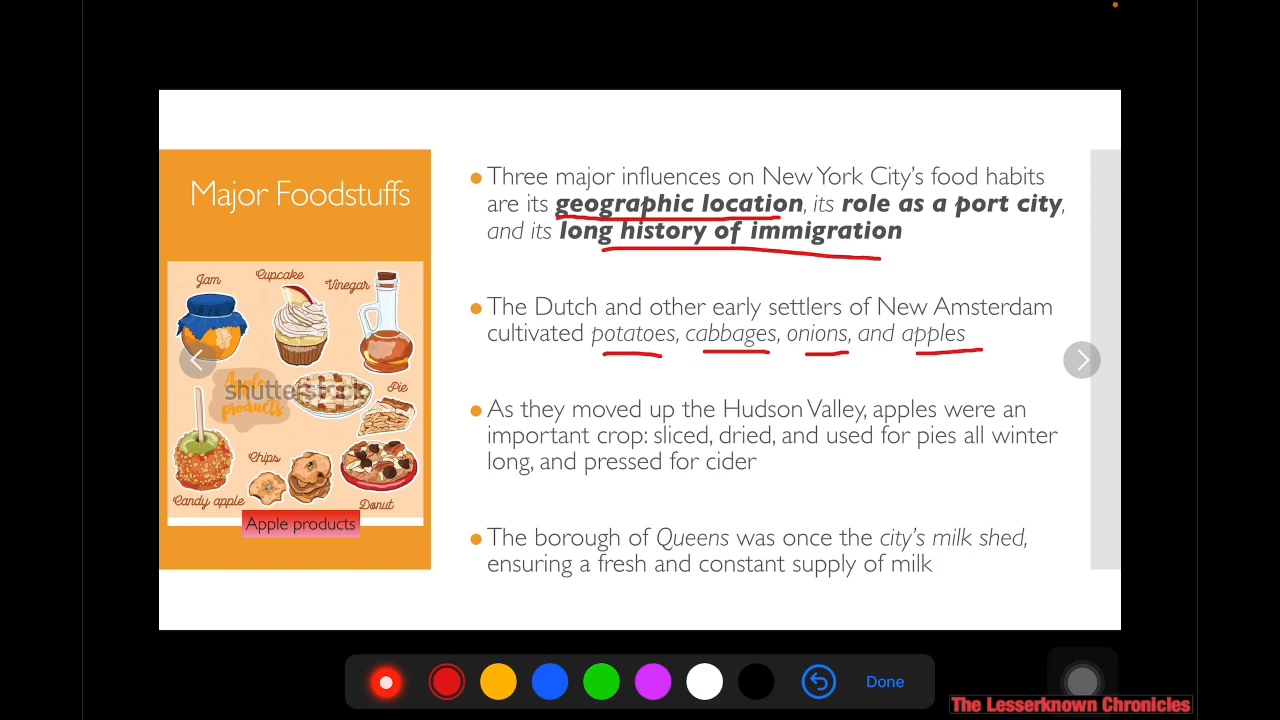 Major Foodstuffs
Jam
Cupcake
Vinegar
Apple
products
shutterstock
Pie
Chips
Candy apple
Donut
Apple products
Three major influences on New York City's food habits
are its geographic location, its role as a port city,
and its long history of immigration
The Dutch and other early settlers of New Amsterdam
cultivated potatoes, cabbages, onions, and apples
As they moved up the Hudson Valley, apples were an
important crop: sliced, dried, and used for pies all winter
long, and pressed for cider
The borough of Queens was once the city's milk shed,
ensuring a fresh and constant supply of milk
Done
The Lesserknown Chronicles